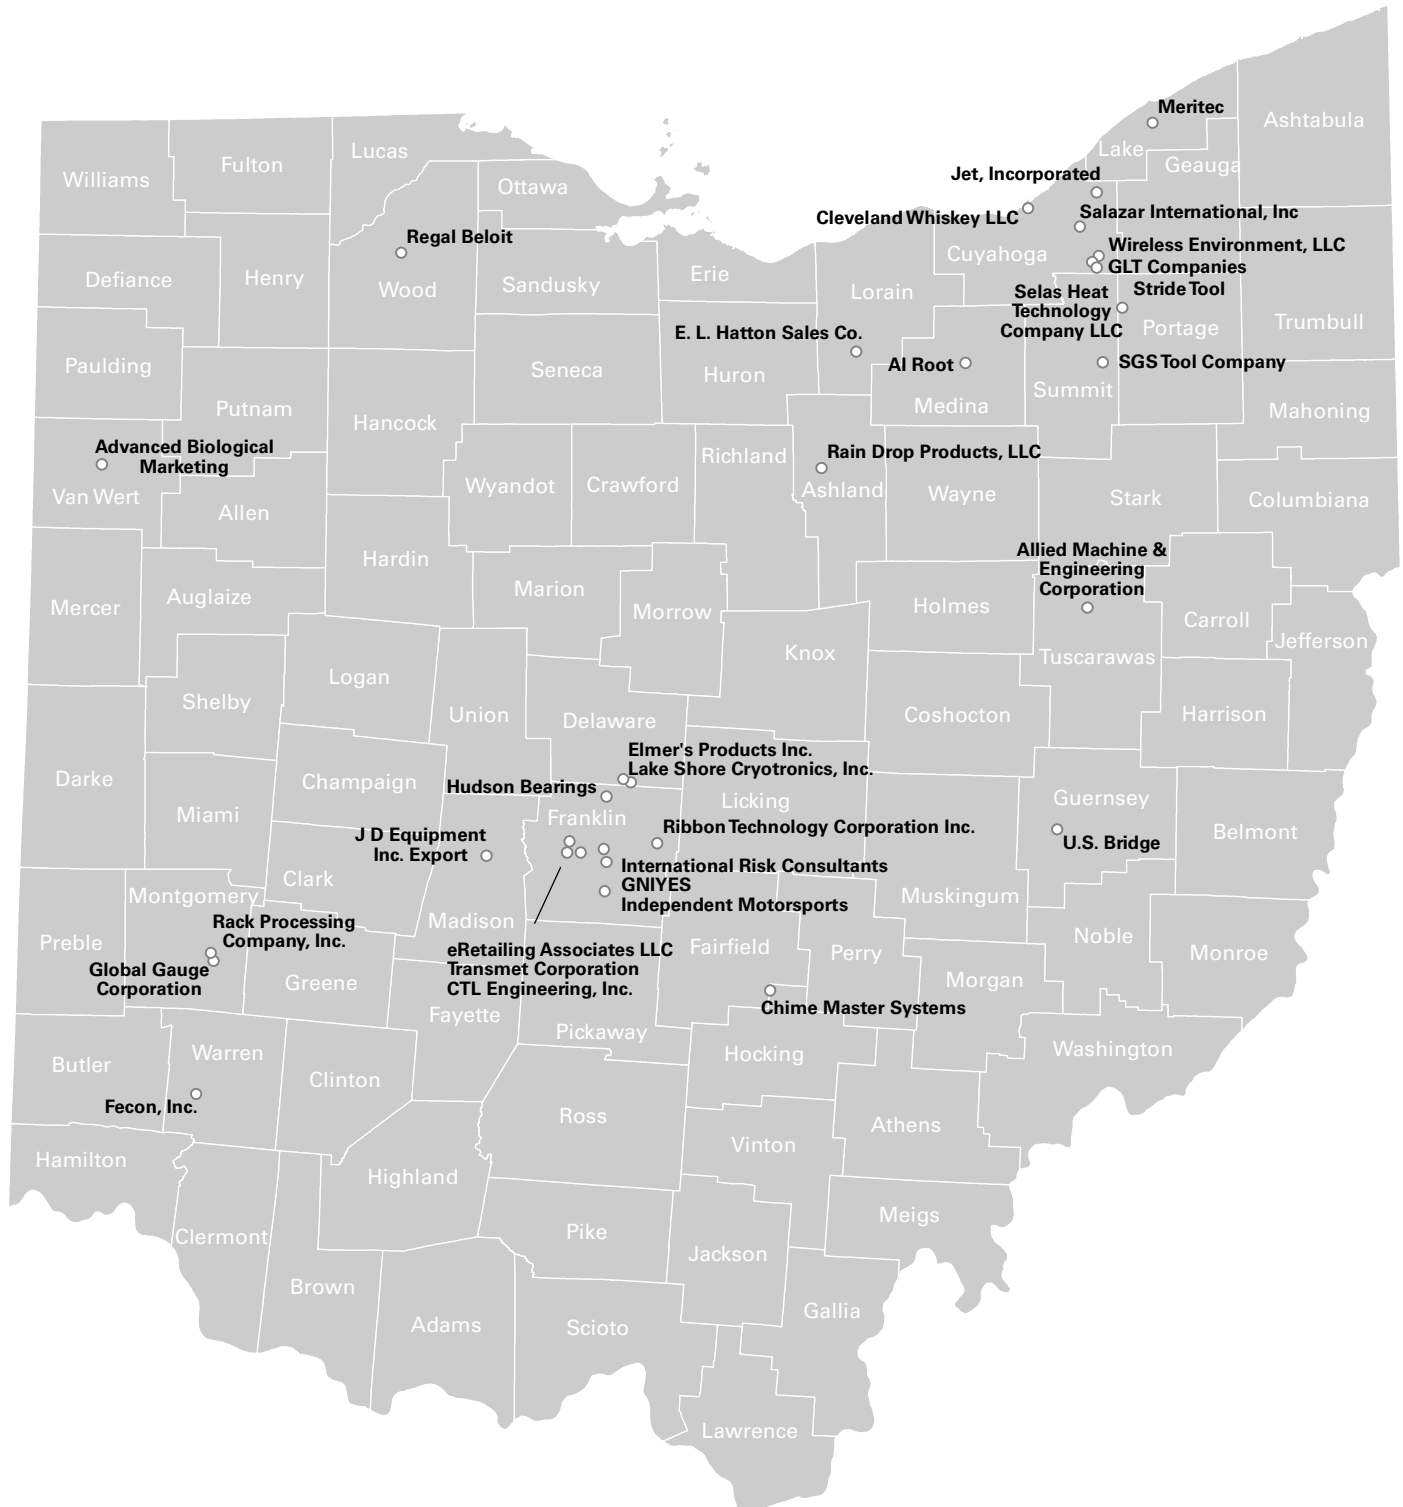 Meritec
Ashtabula
Lake
Lucas
Fulton
Geauga
Williams
Jet, Incorporated
Ottawa
Salazar International, Inc
Cleveland Whiskey LLC
Regal Beloit
Wireless Environment, LLC
Cuyahoga
GLT Companies
Erie
Defiance
Henry
Sandusky
Wood
Stride Tool
Lorain
Selas Heat
Technology
Company LLC
Trumbull
Portage
E. L. Hatton Sales Co.
SGS Tool Company
AI Root
Paulding
Seneca
Huron
Summit
Putnam
Medina
Mahoning
Hancock
Advanced Biological
Marketing
Rain Drop Products, LLC
Richland
Wyandot
Crawford
Ashland
Wayne
Van Wert
Stark
Columbiana
Allen
Allied Machine &
Engineering
Corporation
Hardin
Marion
Auglaize
Mercer
Morrow
Holmes
Carroll
Jefferson
Knox
Tuscarawas
Logan
Shelby
Union
Delaware
Coshocton
Harrison
Elmer's Products Inc.
Lake Shore Cryotronics, Inc.
Darke
Champaign
Hudson Bearings
Licking
Guernsey
Miami
Franklin
Ribbon Technology Corporation Inc.
Belmont
J D Equipment
Inc. Export
U.S. Bridge
International Risk Consultants
GNIYES
Independent Motorsports
Clark
Montgomery
Muskingum
Madison
Rack Processing
Company, Inc.
Preble
Noble
eRetailing Associates LLC
Transmet Corporation
CTL Engineering, Inc.
Fairfield
Perry
Monroe
Global Gauge
Corporation
Greene
Morgan
Chime Master Systems
Fayette
Pickaway
Warren
Hocking
Washington
Butler
Clinton
Fecon, Inc.
Ross
Athens
Vinton
Hamilton
Highland
Meigs
Pike
Clermont
Jackson
Brown
Gallia
Adams
Scioto
Lawrence